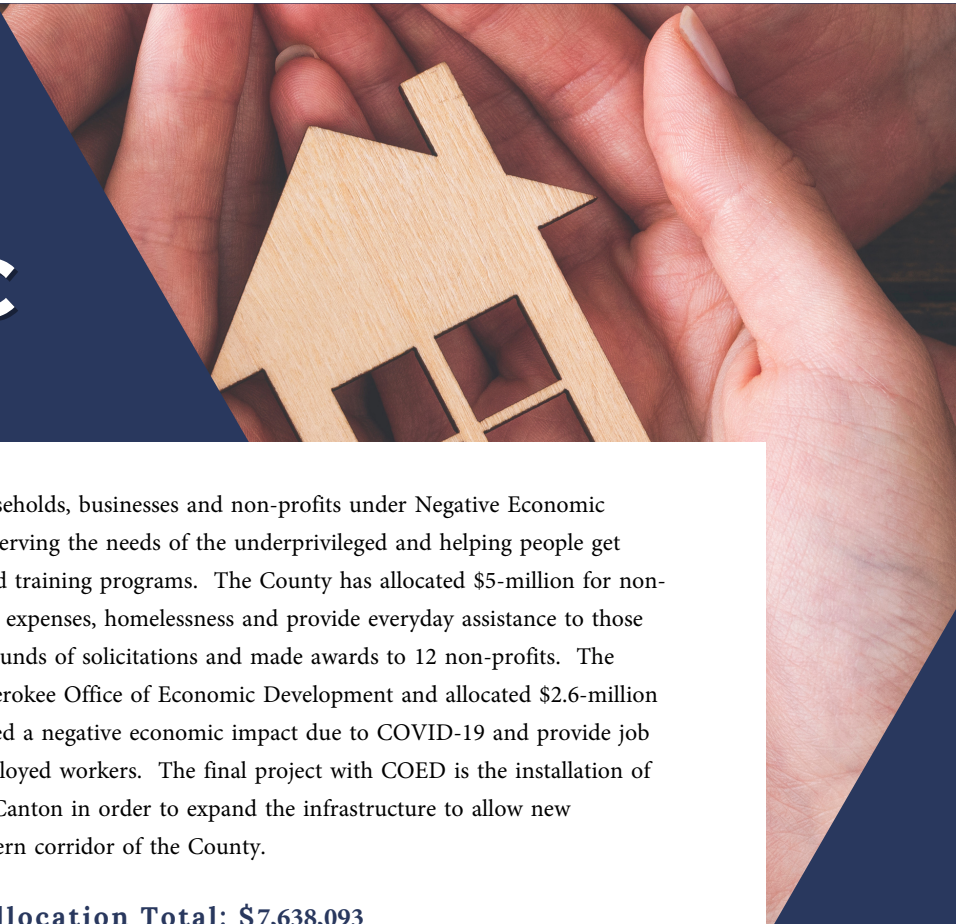 C
seholds, businesses and non-profits under Negative Economic
erving the needs of the underprivileged and helping people get
d training programs.  The County has allocated $5-million for non-
expenses, homelessness and provide everyday assistance to those
unds of solicitations and made awards to 12 non-profits.  The
erokee Office of Economic Development and allocated $2.6-million
ed a negative economic impact due to COVID-19 and provide job
loyed workers.  The final project with COED is the installation of
Canton in order to expand the infrastructure to allow new
ern corridor of the County.
llocation Total: $7,638,093